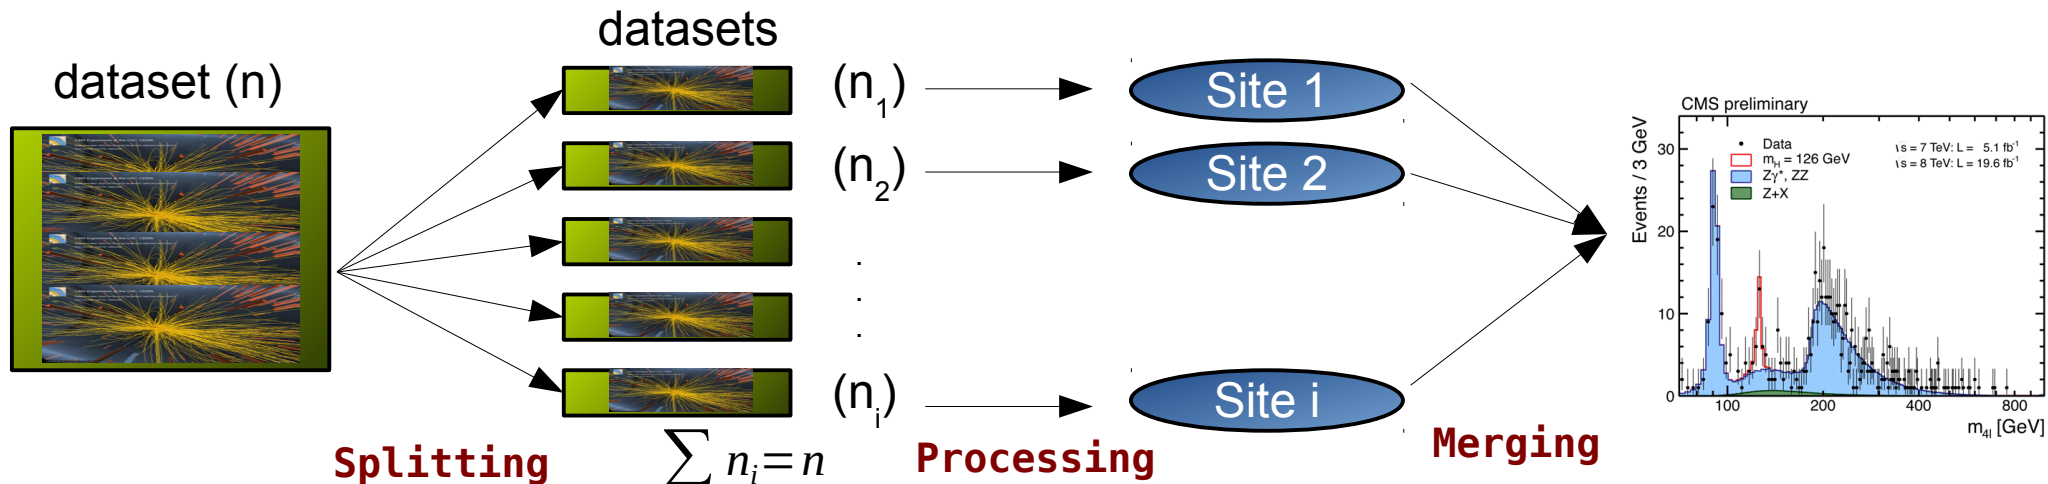 dataset (n)
datasets
(n1)
(n2)
.
.
.
(ni)
Site 1
Site 2
Site i
Splitting
∑ ni=n
Processing
Merging
CMS preliminary
Events / 3 GeV
30
20
10
0
Data
mH = 126 GeV
Zγ*, ZZ
Z+X
√s = 7 TeV: L = 5.1 fb-1
√s = 8 TeV: L = 19.6 fb-1
100 200 400 800
m4l [GeV]